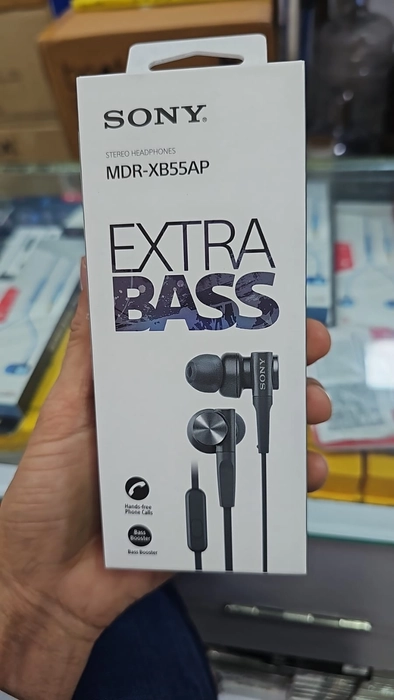 SONY®
STEREO HEADPHONES
MDR-XB55AP
EXTRA
BASS
SONY
Hands-free
Phone Calls
Bass
Booster
Bass Booster